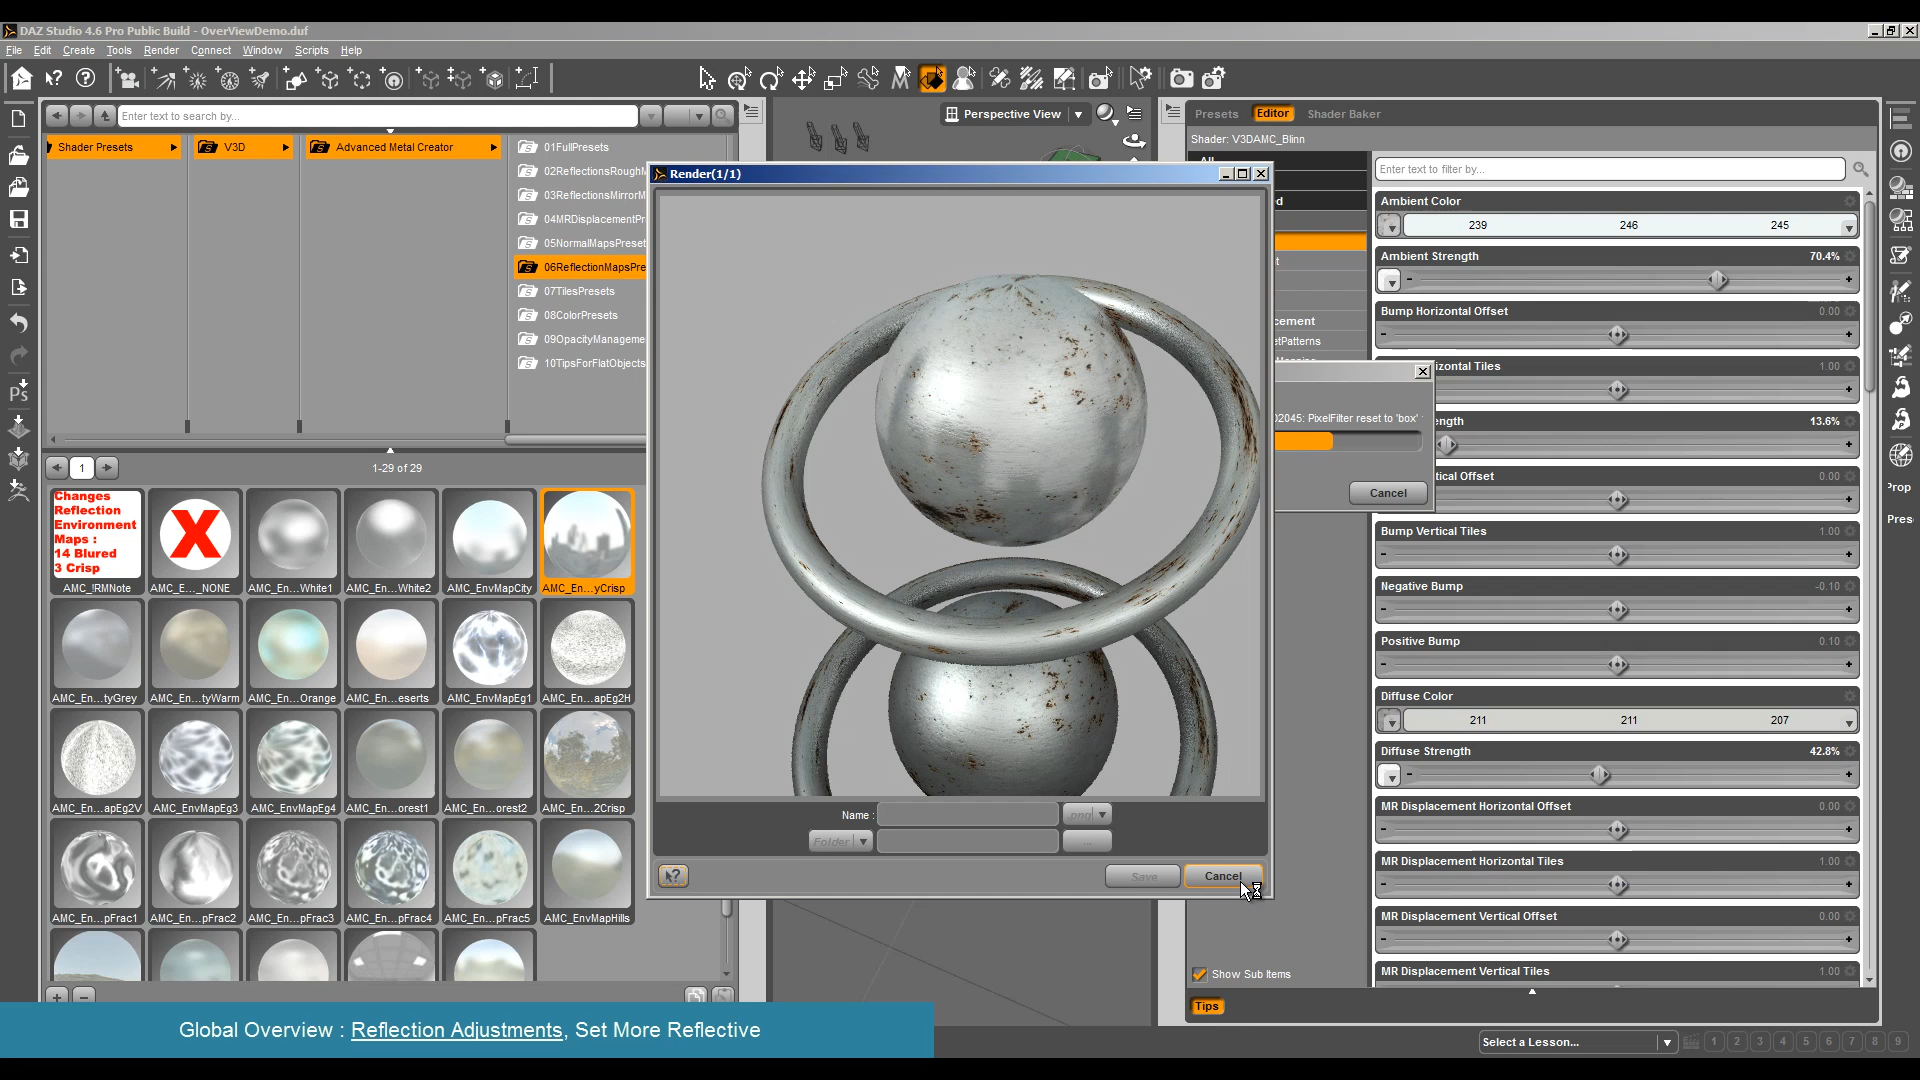 DAZ Studio 4.6 Pro Public Build - OverViewDemo.duf
File Edit Create Tools Render Connect Window Scripts Help
Enter text to search by...
Shader Presets
V3D
Advanced Metal Creator
01FullPresets
02ReflectionsRoughM
03ReflectionsMirrorM
04MRDisplacementPr
05NormalMapsPreset
06ReflectionMapsPre
07TilesPresets
08ColorPresets
09OpacityManageme
10TipsForFlatObjects
1
1-29 of 29
Changes
Reflection
Environment
Maps :
14 Blured
3 Crisp
AMC_!RMNote
AMC_E..._NONE
AMC_En...White1
AMC_En...White2
AMC_EnvMapCity
AMC_En...yCrisp
AMC_En...tyGrey
AMC_En...tyWarm
AMC_En...Orange
AMC_En...eserts
AMC_EnvMapEg1
AMC_En...apEg2H
AMC_En...apEg2V
AMC_EnvMapEg3
AMC_EnvMapEg4
AMC_En...orest1
AMC_En...orest2
AMC_En...2Crisp
AMC_En...pFrac1
AMC_En...pFrac2
AMC_En...pFrac3
AMC_En...pFrac4
AMC_En...pFrac5
AMC_EnvMapHills
Perspective View
Render(1/1)
Name :
png
Folder
...
Save
Cancel
02045: PixelFilter reset to 'box'
Cancel
Presets Editor Shader Baker
Shader: V3DAMC_Blinn
All
Enter text to filter by...
Ambient Color
239 246 245
Ambient Strength 70.4%
Bump Horizontal Offset 0.00
izontal Tiles 1.00
ength 13.6%
tical Offset 0.00
Bump Vertical Tiles 1.00
Negative Bump -0.10
Positive Bump 0.10
Diffuse Color
211 211 207
Diffuse Strength 42.8%
MR Displacement Horizontal Offset 0.00
MR Displacement Horizontal Tiles 1.00
MR Displacement Vertical Offset 0.00
MR Displacement Vertical Tiles 1.00
cement
etPatterns
Show Sub Items
Tips
Prop
Pres
Select a Lesson...
1 2 3 4 5 6 7 8 9
Global Overview : Reflection Adjustments, Set More Reflective